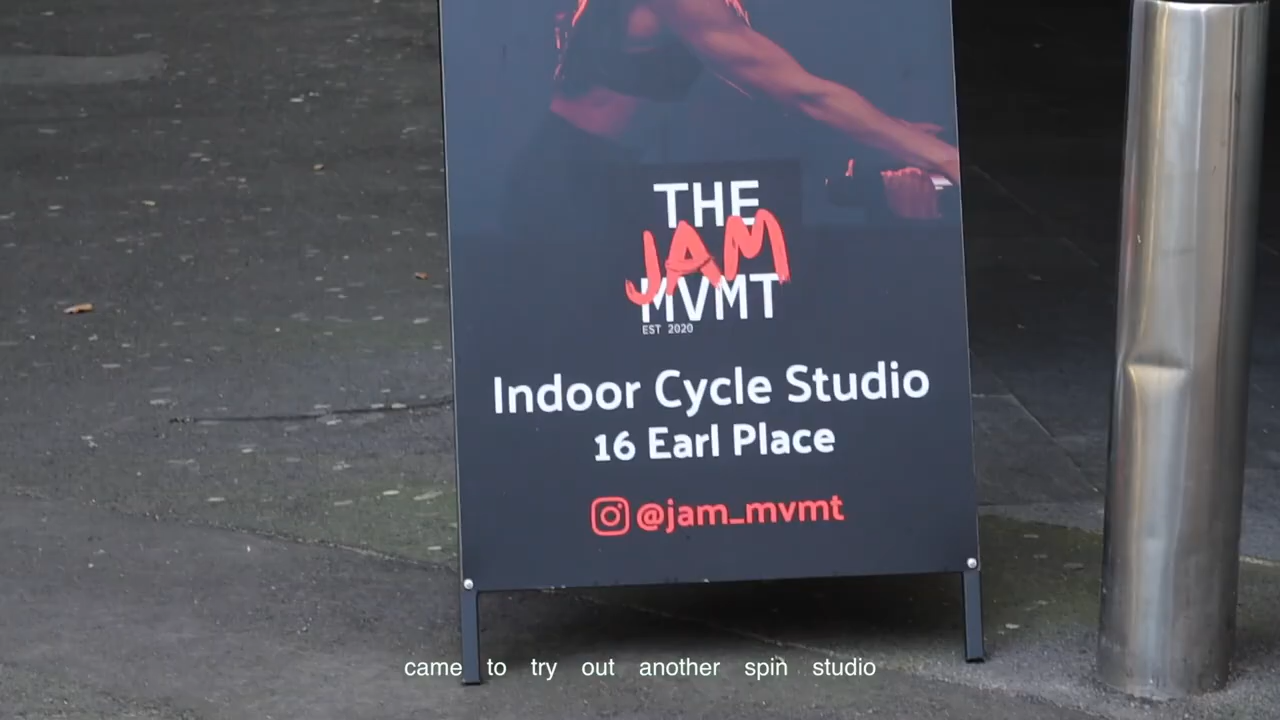 THE
JAM
MVMT
EST 2020
Indoor Cycle Studio
16 Earl Place
@jam_mvmt
came to try out another spin studio